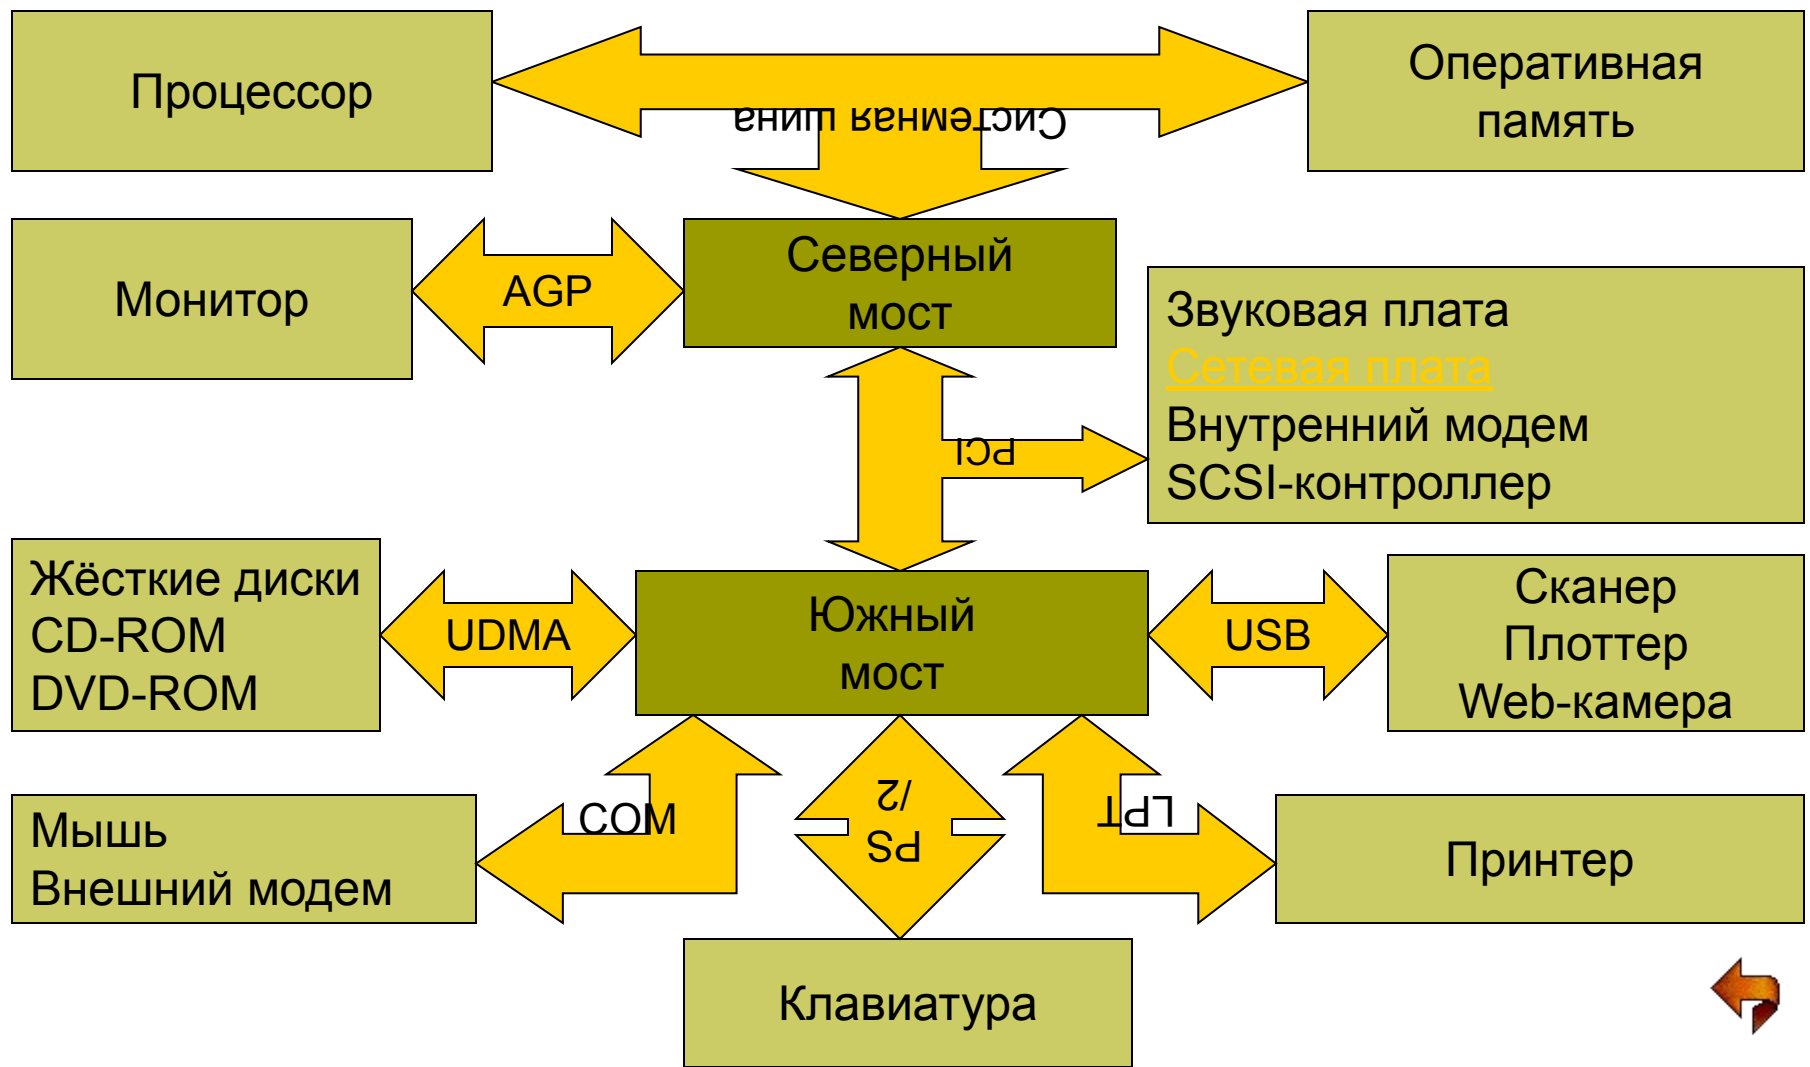 Процессор
Оперативная
память
Системная шина
Монитор
AGP
Северный
мост
Звуковая плата
Сетевая плата
Внутренний модем
SCSI-контроллер
PCI
Жёсткие диски
CD-ROM
DVD-ROM
UDMA
Южный
мост
USB
Сканер
Плоттер
Web-камера
Мышь
Внешний модем
COM
PS
/2
LPT
Принтер
Клавиатура